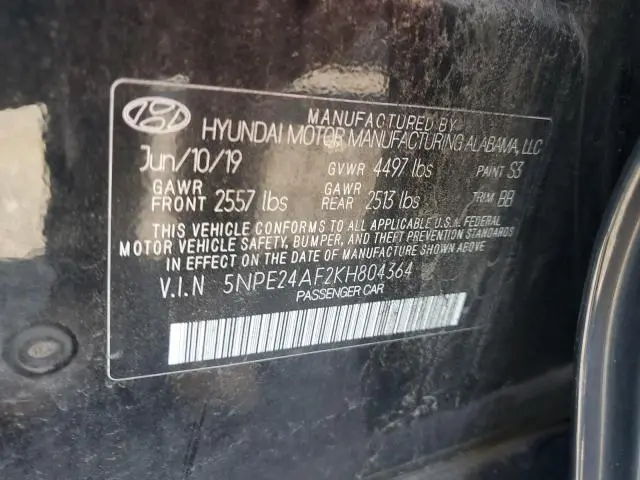 MANUFACTURED BY
HYUNDAI MOTOR MANUFACTURING ALABAMA, LLC
Jun/10/19 GVWR 4497 lbs PAINT S3
GAWR FRONT 2557 lbs GAWR REAR 2513 lbs TRIM BB
THIS VEHICLE CONFORMS TO ALL APPLICABLE U.S.A. FEDERAL
MOTOR VEHICLE SAFETY, BUMPER, AND THEFT PREVENTION STANDARDS
IN EFFECT ON THE DATE OF MANUFACTURE SHOWN ABOVE.
V.I.N 5NPE24AF2KH804364
PASSENGER CAR